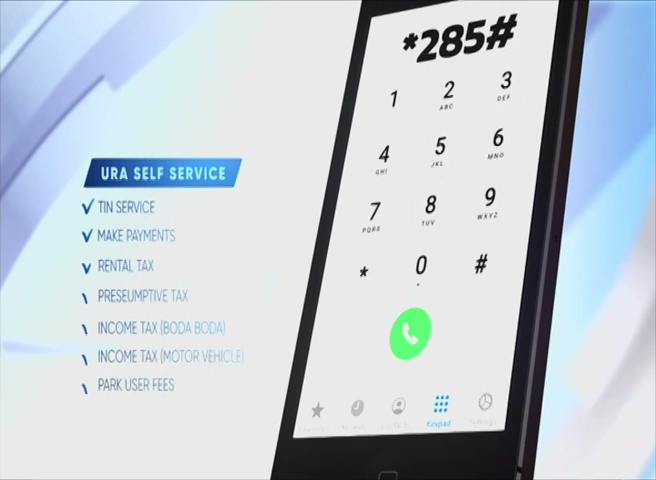 URA SELF SERVICE
TIN SERVICE
MAKE PAYMENTS
RENTAL TAX
PRESEUMPTIVE TAX
INCOME TAX (BODA BODA)
INCOME TAX (MOTOR VEHICLE)
PARK USER FEES
*285#
1 2 ABC 3 DEF
4 GHI 5 JKL 6 MNO
7 PQRS 8 TUV 9 WXYZ
* 0 #
Keypad